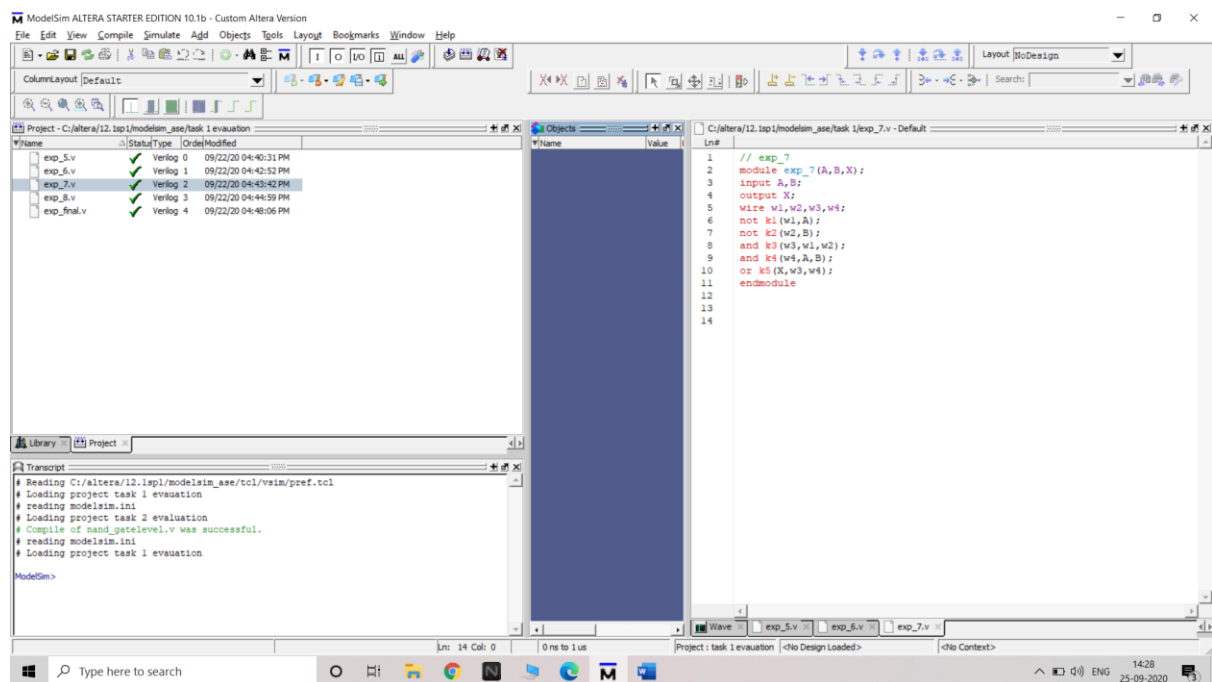 ModelSim ALTERA STARTER EDITION 10.1b - Custom Altera Version
File Edit View Compile Simulate Add Objects Tools Layout Bookmarks Window Help
Layout NoDesign
ColumnLayout Default
Search:
Project - C:/altera/12.1sp1/modelsim_ase/task 1 evauation
Name Status Type Order Modified
exp_5.v Verilog 0 09/22/20 04:40:31 PM
exp_6.v Verilog 1 09/22/20 04:42:52 PM
exp_7.v Verilog 2 09/22/20 04:43:42 PM
exp_8.v Verilog 3 09/22/20 04:44:59 PM
exp_final.v Verilog 4 09/22/20 04:48:06 PM
Library Project
Transcript
# Reading C:/altera/12.1sp1/modelsim_ase/tcl/vsim/pref.tcl
# Loading project task 1 evauation
# reading modelsim.ini
# Loading project task 2 evaluation
# Compile of nand_gatelevel.v was successful.
# reading modelsim.ini
# Loading project task 1 evauation
ModelSim>
Objects
Name Value
C:/altera/12.1sp1/modelsim_ase/task 1/exp_7.v - Default
Ln#
1 // exp_7
2 module exp_7(A,B,X);
3 input A,B;
4 output X;
5 wire w1,w2,w3,w4;
6 not k1(w1,A);
7 not k2(w2,B);
8 and k3(w3,w1,w2);
9 and k4(w4,A,B);
10 or k5(X,w3,w4);
11 endmodule
12
13
14
Wave exp_5.v exp_6.v exp_7.v
Ln: 14 Col: 0 0 ns to 1 us Project : task 1 evauation <No Design Loaded> <No Context>
Type here to search
ENG
14:28
25-09-2020